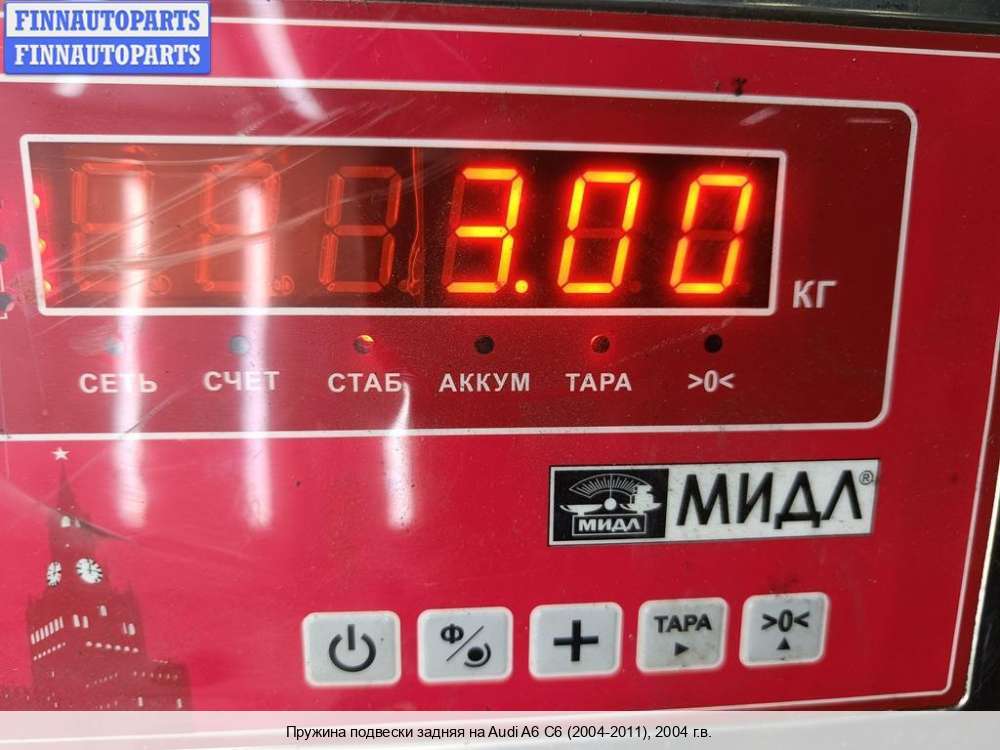 FINNAUTOPARTS
FINNAUTOPARTS
3.00
КГ
СЕТЬ СЧЕТ СТАБ АККУМ ТАРА >0<
МИДЛ МИДЛ®
Ф ТАРА >0<
Пружина подвески задняя на Audi A6 C6 (2004-2011), 2004 г.в.